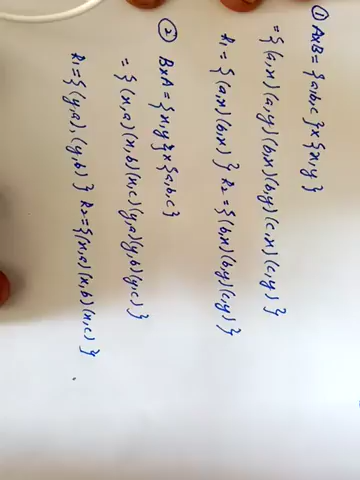 ① A×B = {a,b,c} × {x,y}
= {(a,x)(a,y)(b,x)(b,y)(c,x)(c,y)}
R₁ = {(a,x)(b,x)} R₂ = {(b,x)(b,y)(c,y)}
② B×A = {x,y} × {a,b,c}
= {(x,a)(x,b)(x,c)(y,a)(y,b)(y,c)}
R₁ = {(y,a),(y,b)} R₂ = {(x,a)(x,b)(x,c)}